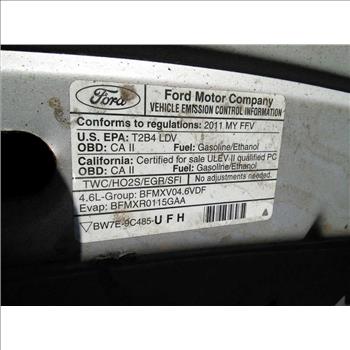 Ford
Ford Motor Company
VEHICLE EMISSION CONTROL INFORMATION
Conforms to regulations: 2011 MY FFV
U.S. EPA: T2B4 LDV
OBD: CA II Fuel: Gasoline/Ethanol
California: Certified for sale ULEV II qualified PC
OBD: CA II Fuel: Gasoline/Ethanol
TWC/HO2S/EGR/SFI No adjustments needed
4.6L-Group: BFMXV04.6VDF
Evap: BFMXR0115GAA
BW7E-9C485-UFH